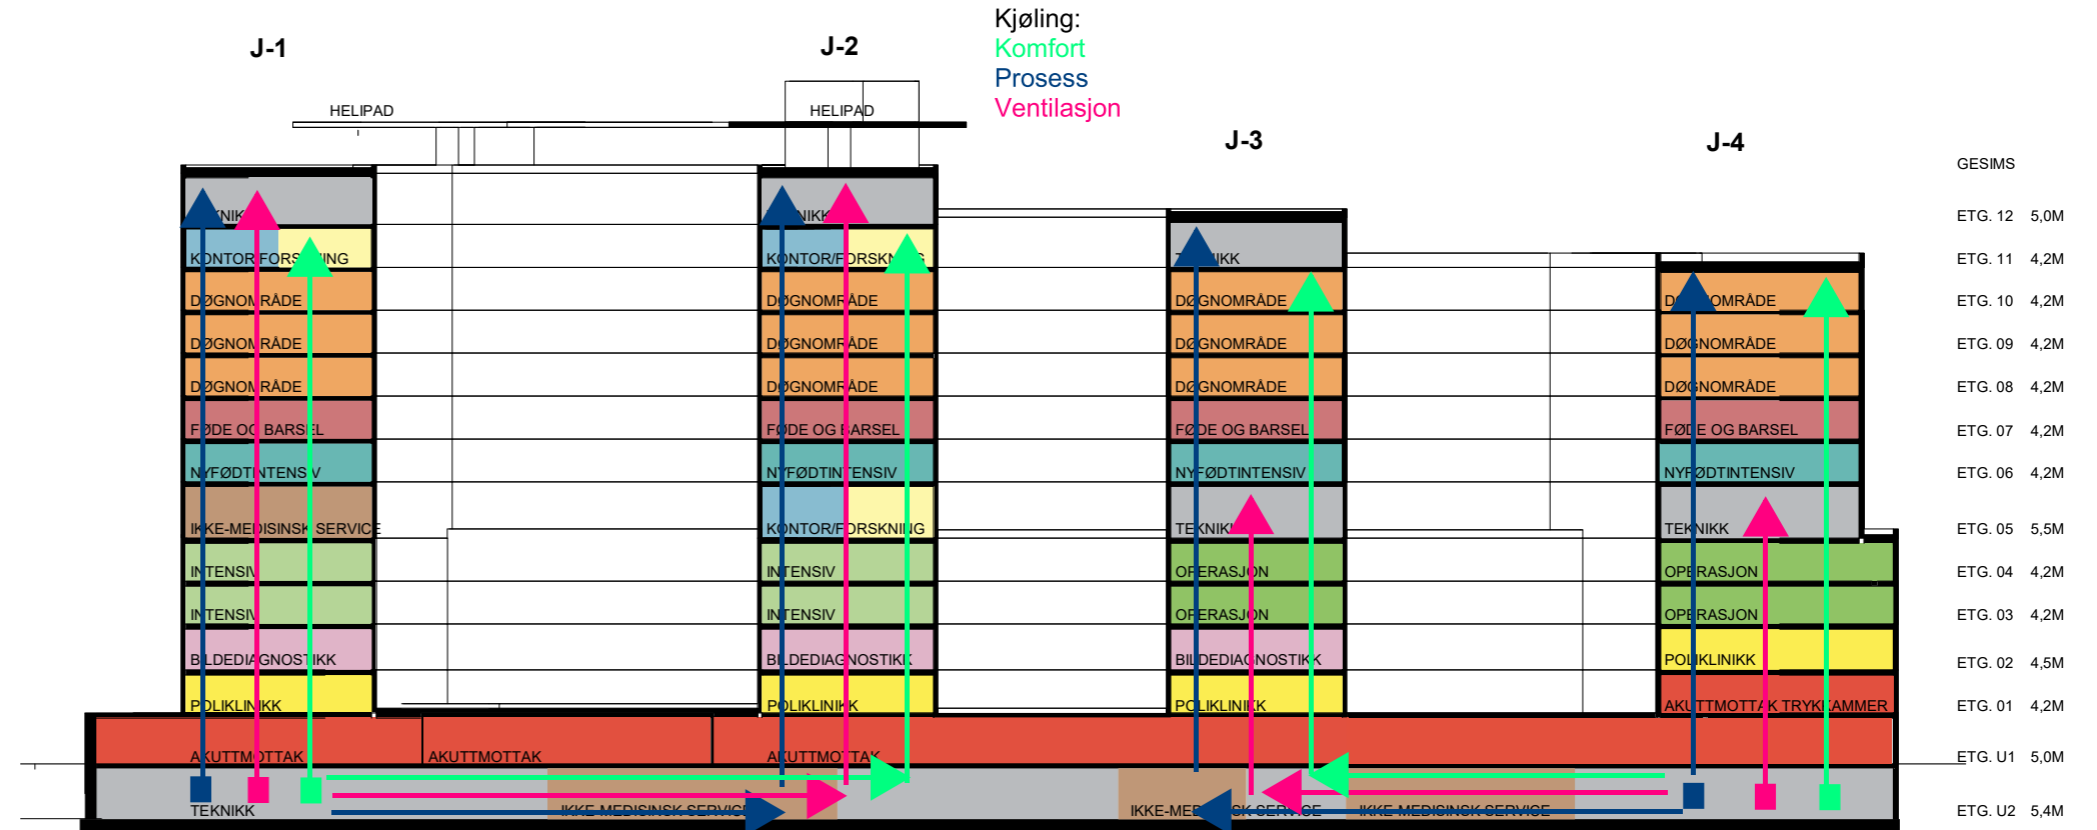 Kjøling:
Komfort
Prosess
Ventilasjon
J-1
J-2
J-3
J-4
HELIPAD
HELIPAD
GESIMS
TEKNIKK
TEKNIKK
ETG. 12 5,0M
KONTOR/FORSKNING
KONTOR/FORSKNING
TEKNIKK
ETG. 11 4,2M
DØGNOMRÅDE
DØGNOMRÅDE
DØGNOMRÅDE
DØGNOMRÅDE
ETG. 10 4,2M
DØGNOMRÅDE
DØGNOMRÅDE
DØGNOMRÅDE
DØGNOMRÅDE
ETG. 09 4,2M
DØGNOMRÅDE
DØGNOMRÅDE
DØGNOMRÅDE
DØGNOMRÅDE
ETG. 08 4,2M
FØDE OG BARSEL
FØDE OG BARSEL
FØDE OG BARSEL
FØDE OG BARSEL
ETG. 07 4,2M
NYFØDTINTENSIV
NYFØDTINTENSIV
NYFØDTINTENSIV
NYFØDTINTENSIV
ETG. 06 4,2M
IKKE-MEDISINSK SERVICE
KONTOR/FORSKNING
TEKNIKK
TEKNIKK
ETG. 05 5,5M
INTENSIV
INTENSIV
OPERASJON
OPERASJON
ETG. 04 4,2M
INTENSIV
INTENSIV
OPERASJON
OPERASJON
ETG. 03 4,2M
BILDEDIAGNOSTIKK
BILDEDIAGNOSTIKK
BILDEDIAGNOSTIKK
POLIKLINIKK
ETG. 02 4,5M
POLIKLINIKK
POLIKLINIKK
POLIKLINIKK
AKUTTMOTTAK TRYKKAMMER
ETG. 01 4,2M
AKUTTMOTTAK
AKUTTMOTTAK
AKUTTMOTTAK
ETG. U1 5,0M
TEKNIKK
IKKE-MEDISINSK SERVICE
IKKE-MEDISINSK SERVICE
IKKE-MEDISINSK SERVICE
ETG. U2 5,4M